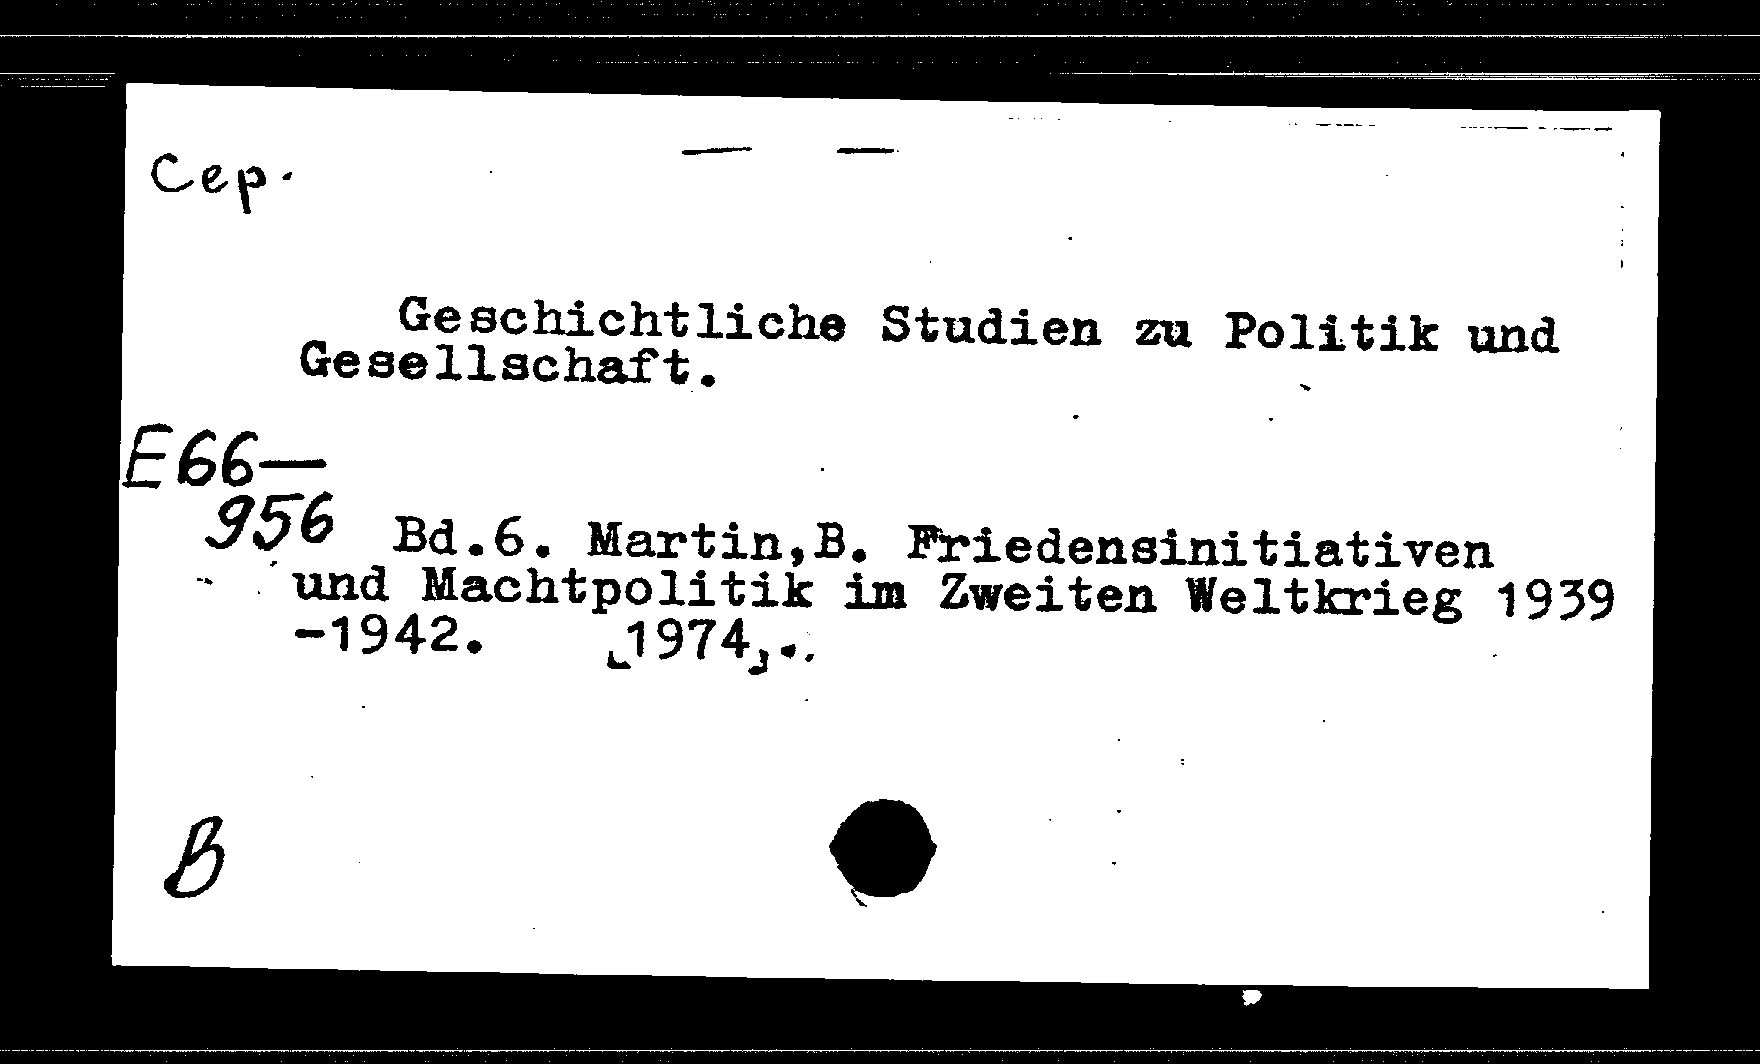 Сер.
Geschichtliche Studien zu Politik und
Gesellschaft.
E66—
956
Bd.6. Martin,B. Friedensinitiativen
und Machtpolitik im Zweiten Weltkrieg 1939
-1942. [1974].
В